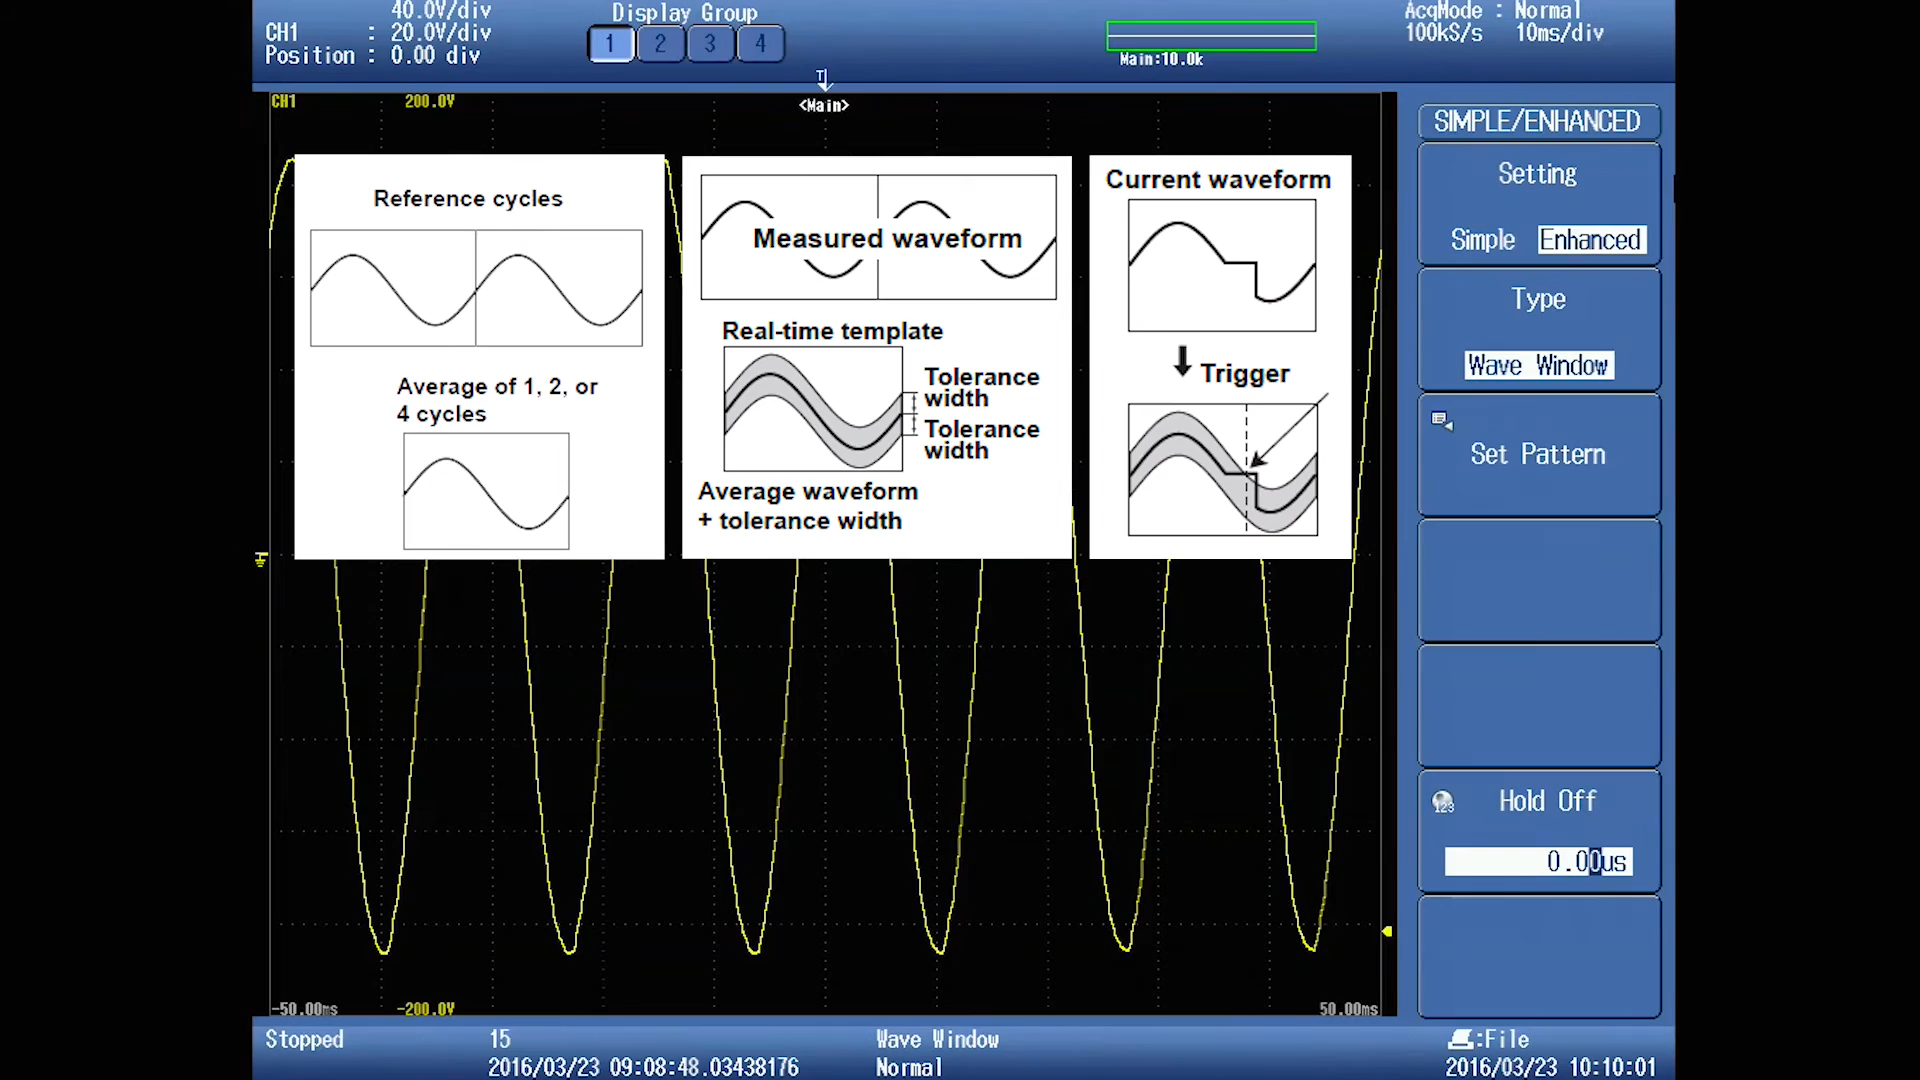 40.0V/div
CH1 : 20.0V/div
Position : 0.00 div
Display Group
1 2 3 4
Main:10.0k
AcqMode : Normal
100kS/s 10ms/div
T
CH1 200.0V
<Main>
Reference cycles
Average of 1, 2, or
4 cycles
Measured waveform
Real-time template
Tolerance
width
Tolerance
width
Average waveform
+ tolerance width
Current waveform
Trigger
-50.00ms -200.0V 50.00ms
SIMPLE/ENHANCED
Setting
Simple Enhanced
Type
Wave Window
Set Pattern
123
Hold Off
0.00us
Stopped 15 Wave Window :File
2016/03/23 09:08:48.03438176 Normal 2016/03/23 10:10:01